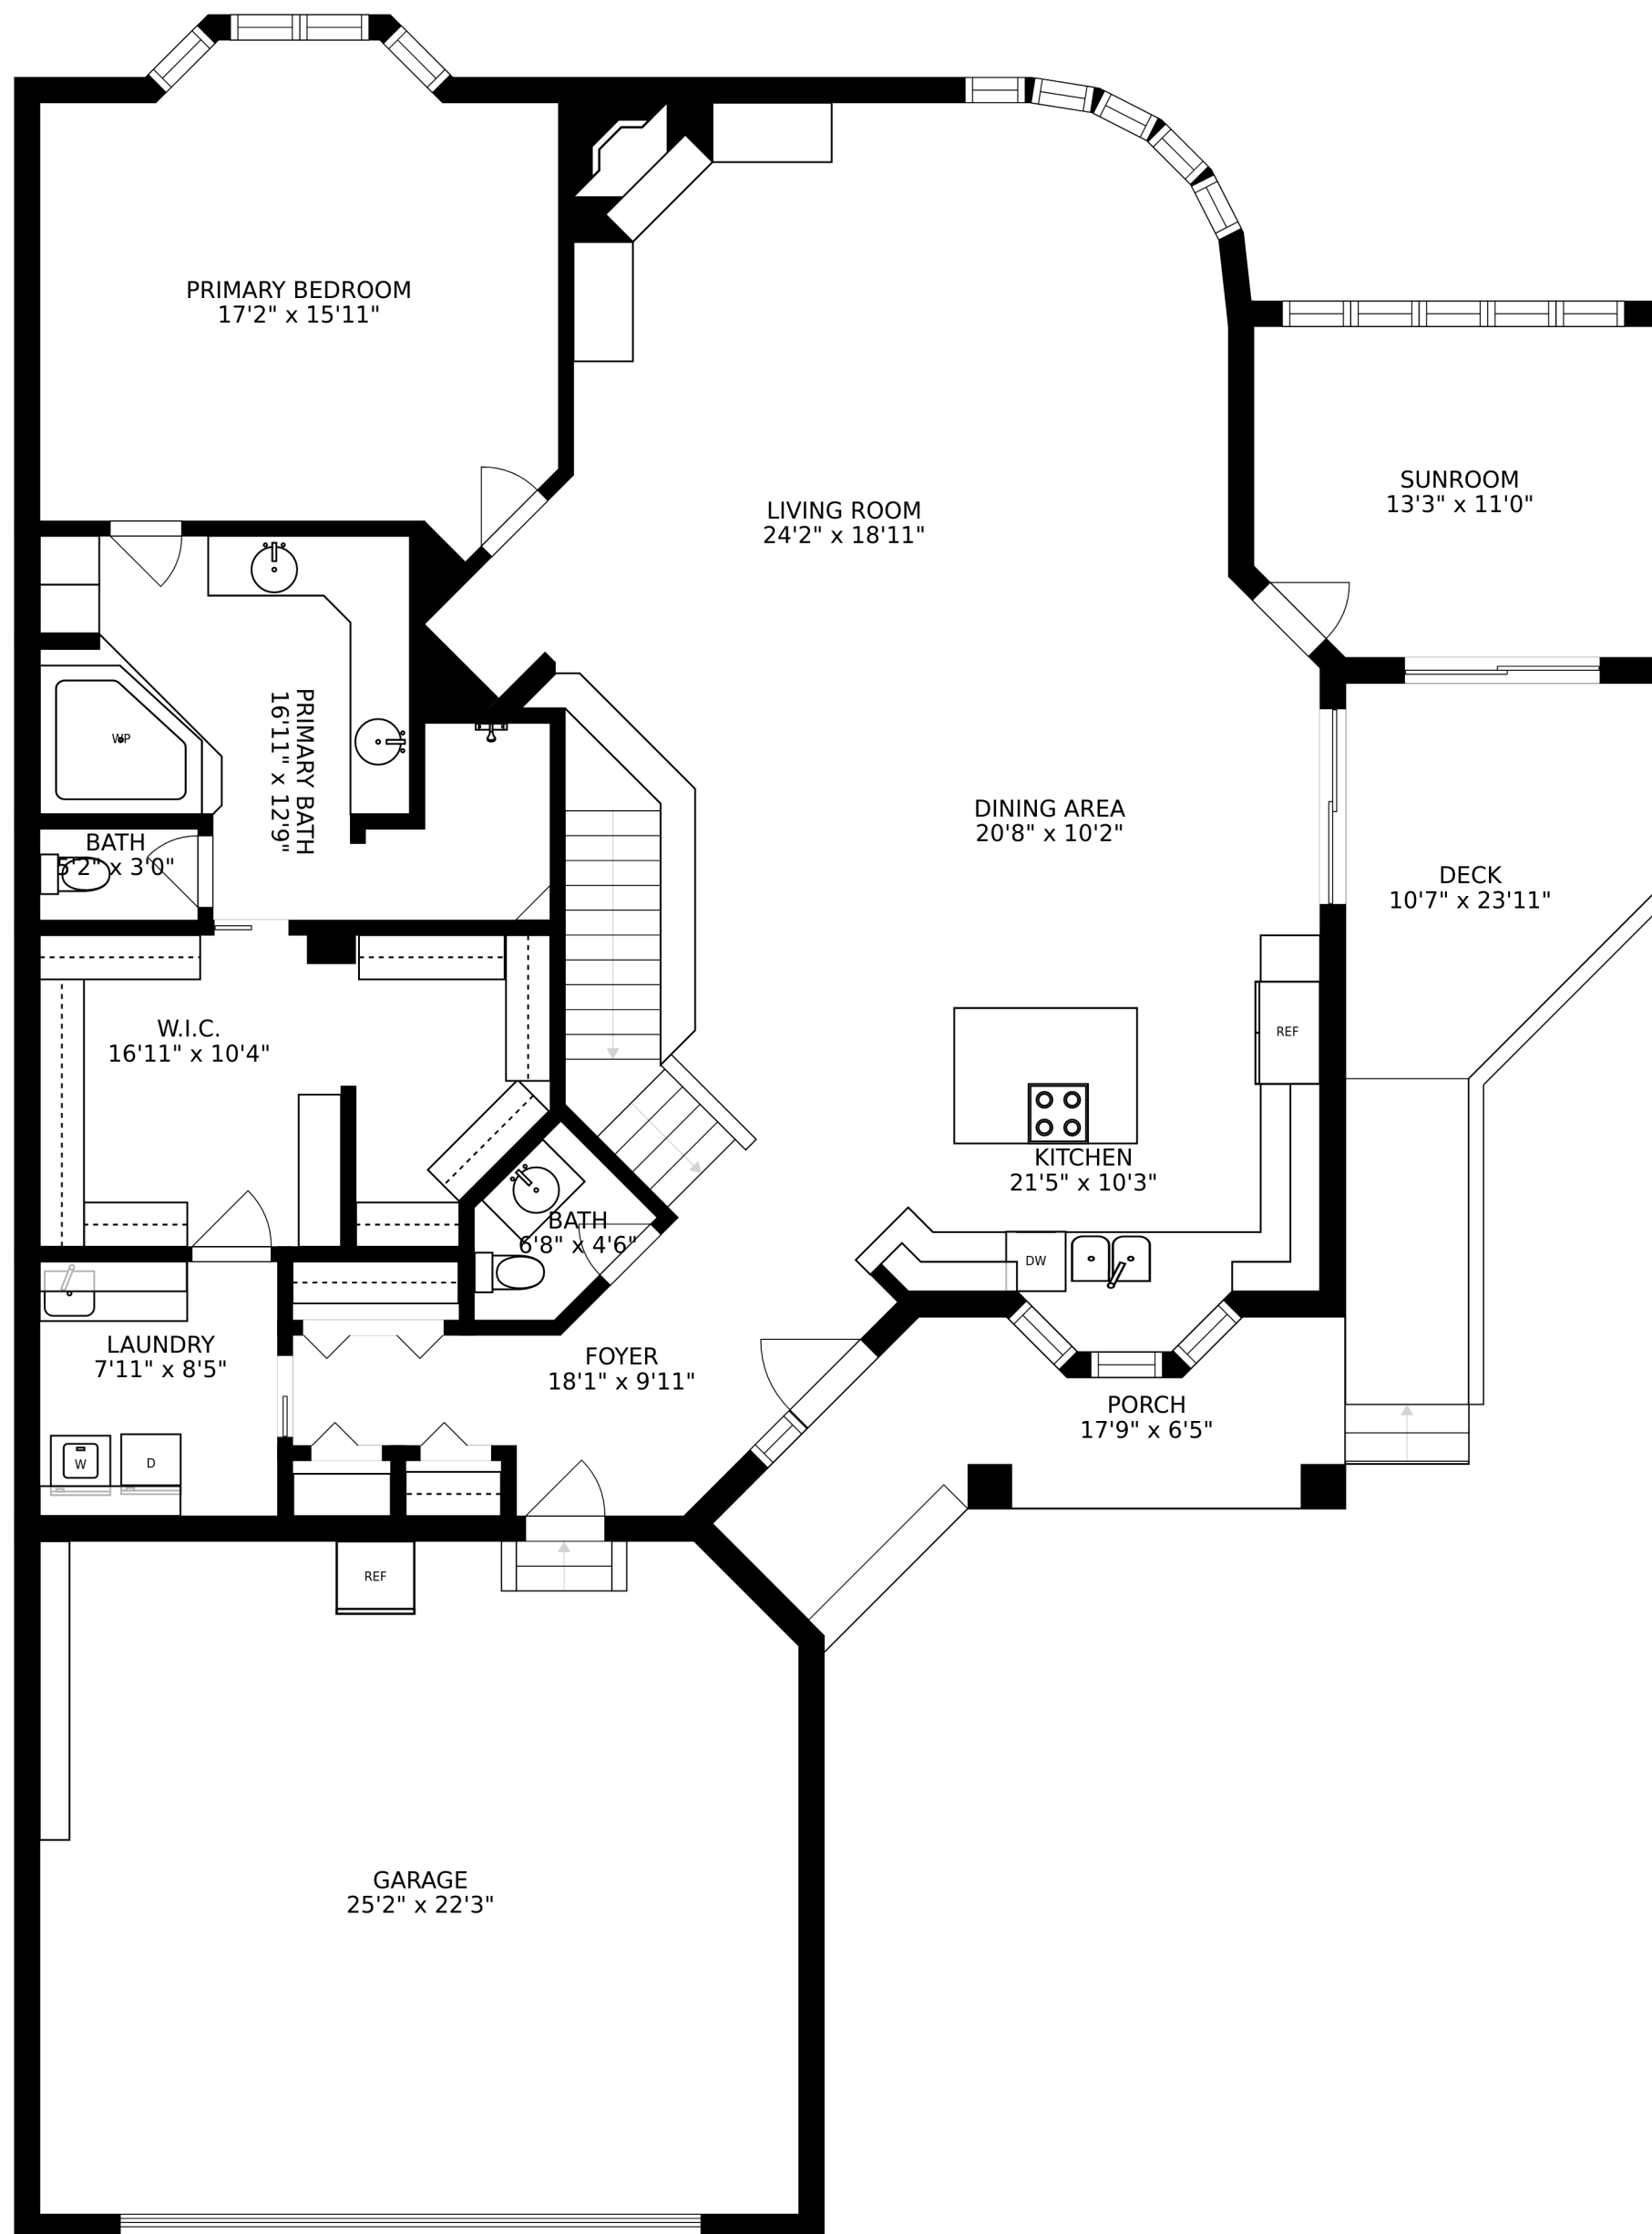 PRIMARY BEDROOM
17'2" x 15'11"
LIVING ROOM
24'2" x 18'11"
SUNROOM
13'3" x 11'0"
WP
PRIMARY BATH
16'11" x 12'9"
BATH
5'2" x 3'0"
DINING AREA
20'8" x 10'2"
DECK
10'7" x 23'11"
W.I.C.
16'11" x 10'4"
REF
KITCHEN
21'5" x 10'3"
BATH
6'8" x 4'6"
DW
LAUNDRY
7'11" x 8'5"
FOYER
18'1" x 9'11"
PORCH
17'9" x 6'5"
W
D
REF
GARAGE
25'2" x 22'3"